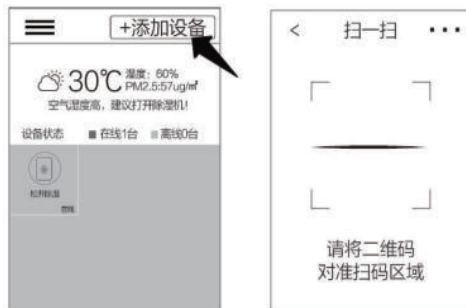 +添加设备
30℃
湿度：60%
PM2.5:57ug/㎡
空气湿度高，建议打开除湿机!
设备状态 在线1台 离线0台
< 扫一扫 ···
请将二维码
对准扫码区域